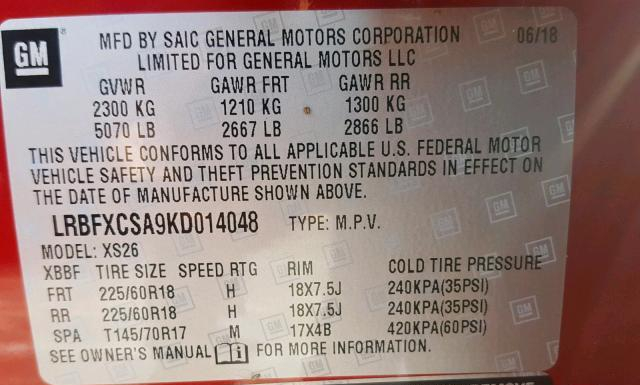 GM
MFD BY SAIC GENERAL MOTORS CORPORATION 06/18
LIMITED FOR GENERAL MOTORS LLC
GVWR GAWR FRT GAWR RR
2300 KG 1210 KG 1300 KG
5070 LB 2667 LB 2866 LB
THIS VEHICLE CONFORMS TO ALL APPLICABLE U.S. FEDERAL MOTOR
VEHICLE SAFETY AND THEFT PREVENTION STANDARDS IN EFFECT ON
THE DATE OF MANUFACTURE SHOWN ABOVE.
LRBFXCSA9KD014048 TYPE: M.P.V.
MODEL: XS26
XBBF TIRE SIZE SPEED RTG RIM COLD TIRE PRESSURE
FRT 225/60R18 H 18X7.5J 240KPA(35PSI)
RR 225/60R18 H 18X7.5J 240KPA(35PSI)
SPA T145/70R17 M 17X4B 420KPA(60PSI)
SEE OWNER'S MANUAL FOR MORE INFORMATION.